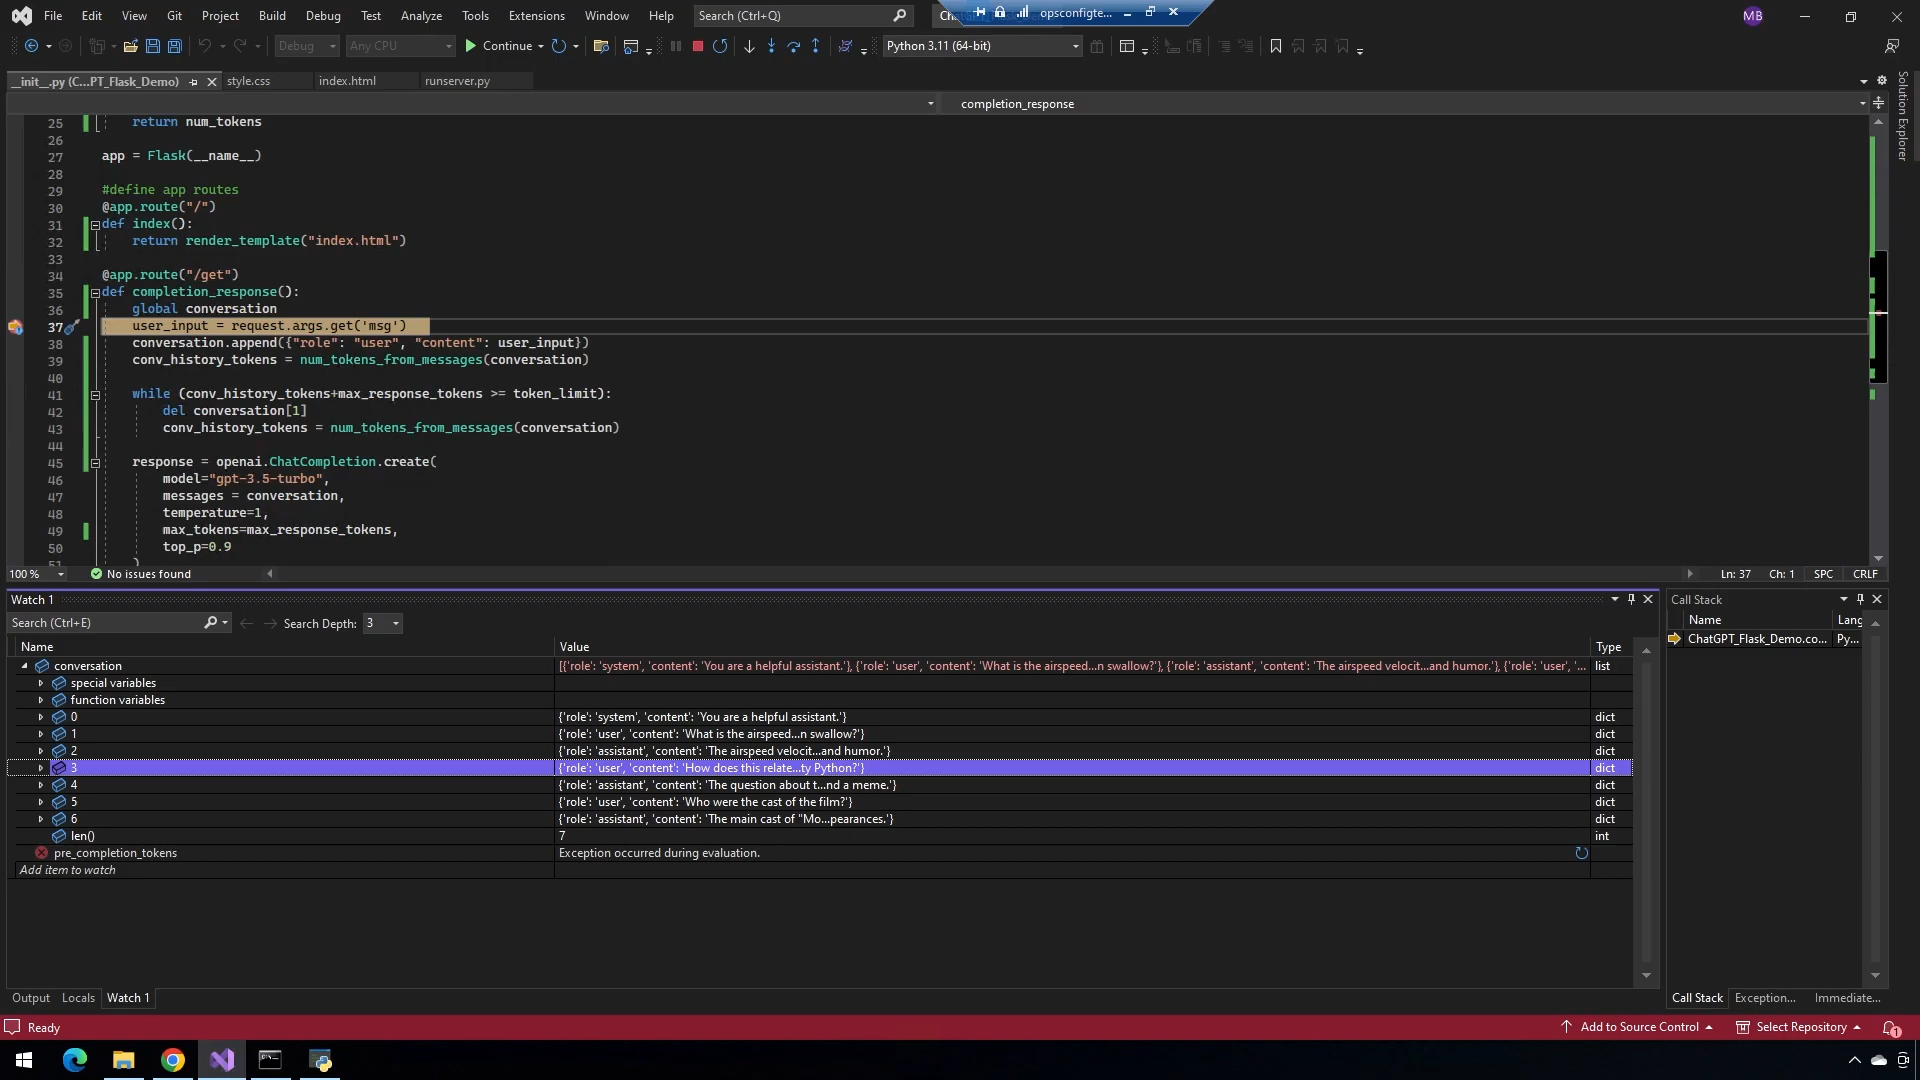 File Edit View Git Project Build Debug Test Analyze Tools Extensions Window Help Search (Ctrl+Q) opsconfigte... MB
Debug Any CPU Continue Python 3.11 (64-bit)
__init__.py (C...PT_Flask_Demo) style.css index.html runserver.py
completion_response
Solution Explorer
25 return num_tokens
26
27 app = Flask(__name__)
28
29 #define app routes
30 @app.route("/")
31 def index():
32 return render_template("index.html")
33
34 @app.route("/get")
35 def completion_response():
36 global conversation
37 user_input = request.args.get('msg')
38 conversation.append({"role": "user", "content": user_input})
39 conv_history_tokens = num_tokens_from_messages(conversation)
40
41 while (conv_history_tokens+max_response_tokens >= token_limit):
42 del conversation[1]
43 conv_history_tokens = num_tokens_from_messages(conversation)
44
45 response = openai.ChatCompletion.create(
46 model="gpt-3.5-turbo",
47 messages = conversation,
48 temperature=1,
49 max_tokens=max_response_tokens,
50 top_p=0.9
51 )
100 % No issues found Ln: 37 Ch: 1 SPC CRLF
Watch 1
Search (Ctrl+E) Search Depth: 3
Name Value Type
conversation [{'role': 'system', 'content': 'You are a helpful assistant.'}, {'role': 'user', 'content': 'What is the airspeed...n swallow?'}, {'role': 'assistant', 'content': 'The airspeed velocit...and humor.'}, {'role': 'user', '... list
special variables
function variables
0 {'role': 'system', 'content': 'You are a helpful assistant.'} dict
1 {'role': 'user', 'content': 'What is the airspeed...n swallow?'} dict
2 {'role': 'assistant', 'content': 'The airspeed velocit...and humor.'} dict
3 {'role': 'user', 'content': 'How does this relate...ty Python?'} dict
4 {'role': 'assistant', 'content': 'The question about t...nd a meme.'} dict
5 {'role': 'user', 'content': 'Who were the cast of the film?'} dict
6 {'role': 'assistant', 'content': 'The main cast of "Mo...pearances.'} dict
len() 7 int
pre_completion_tokens Exception occurred during evaluation.
Add item to watch
Output Locals Watch 1
Call Stack
Name Lang
ChatGPT_Flask_Demo.co... Py...
Call Stack Exception... Immediate...
Ready Add to Source Control Select Repository 1